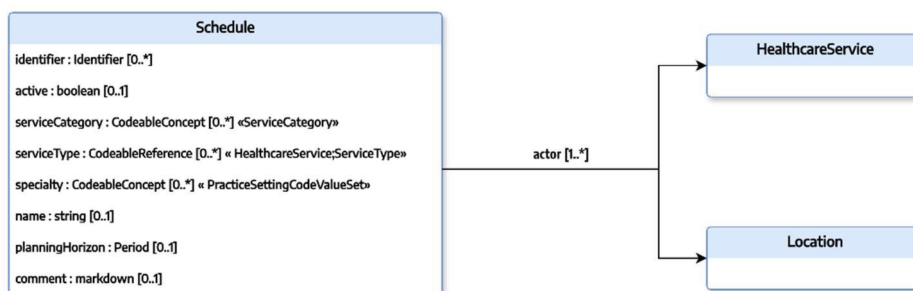 Schedule
identifier : Identifier [0..*]
active : boolean [0..1]
serviceCategory : CodeableConcept [0..*] «ServiceCategory»
serviceType : CodeableReference [0..*] « HealthcareService;ServiceType»
specialty : CodeableConcept [0..*] « PracticeSettingCodeValueSet»
name : string [0..1]
planningHorizon : Period [0..1]
comment : markdown [0..1]
actor [1..*]
HealthcareService
Location